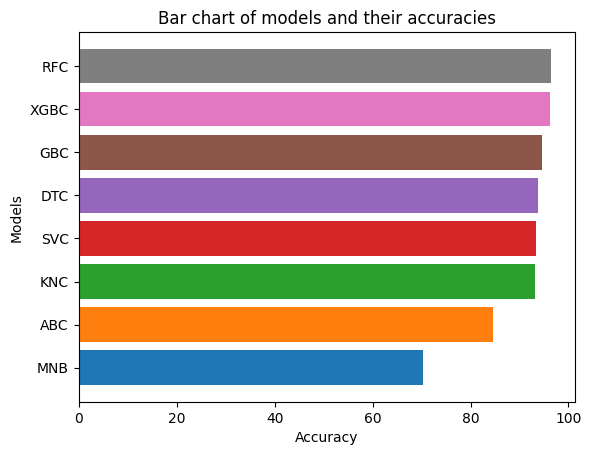 Bar chart of models and their accuracies
RFC
XGBC
GBC
DTC
SVC
KNC
ABC
MNB
Models
0 20 40 60 80 100
Accuracy